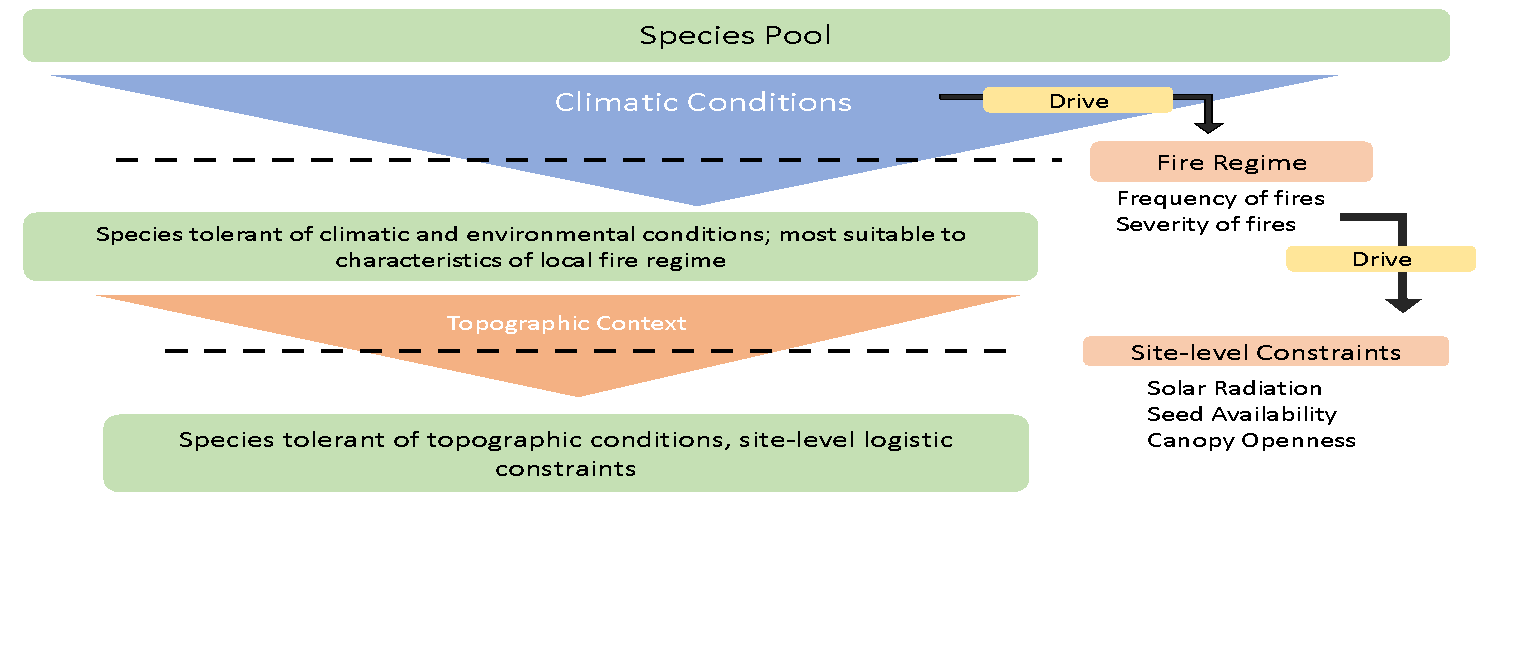 Species Pool
Climatic Conditions
Drive
Fire Regime
Frequency of fires
Severity of fires
Species tolerant of climatic and environmental conditions; most suitable to
characteristics of local fire regime
Drive
Topographic Context
Site-level Constraints
Solar Radiation
Seed Availability
Canopy Openness
Species tolerant of topographic conditions, site-level logistic
constraints